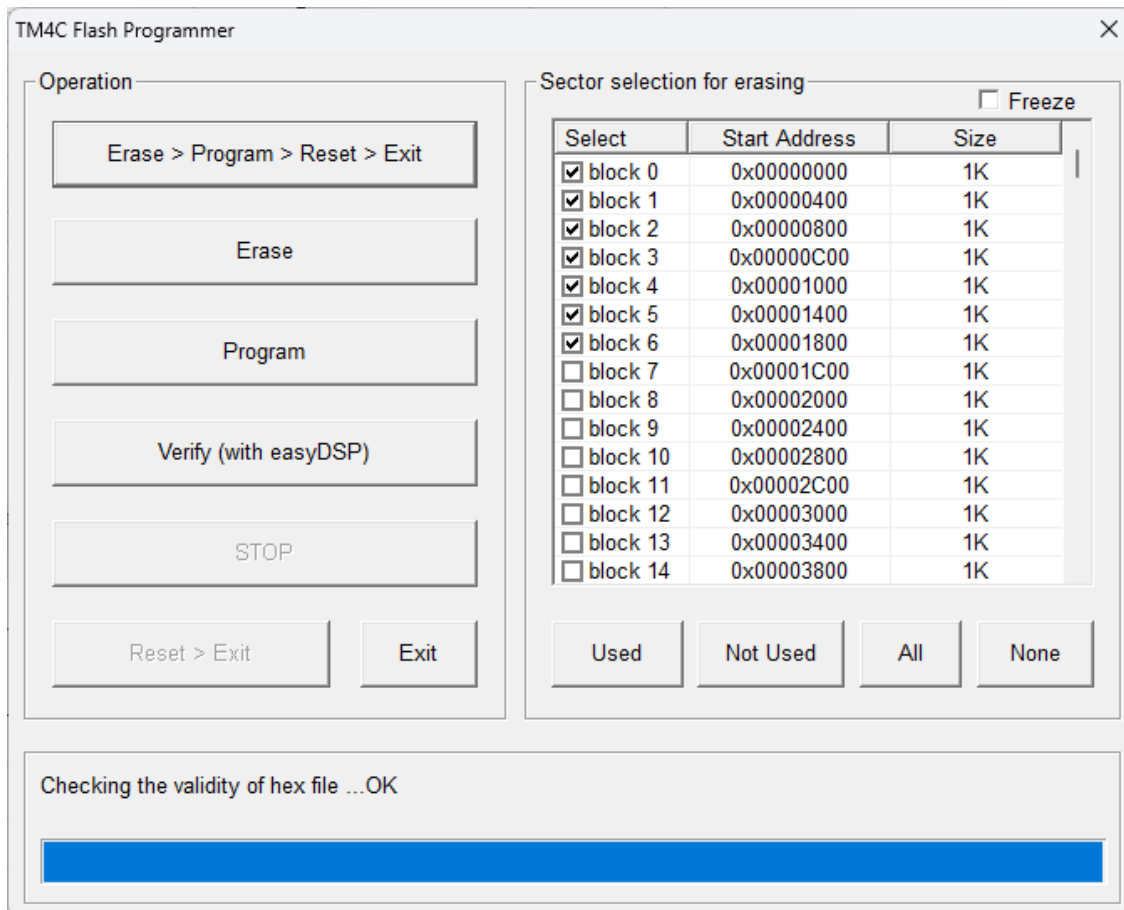 TM4C Flash Programmer
Operation
Erase > Program > Reset > Exit
Erase
Program
Verify (with easyDSP)
STOP
Reset > Exit
Exit
Sector selection for erasing
Freeze
Select Start Address Size
block 0 0x00000000 1K
block 1 0x00000400 1K
block 2 0x00000800 1K
block 3 0x00000C00 1K
block 4 0x00001000 1K
block 5 0x00001400 1K
block 6 0x00001800 1K
block 7 0x00001C00 1K
block 8 0x00002000 1K
block 9 0x00002400 1K
block 10 0x00002800 1K
block 11 0x00002C00 1K
block 12 0x00003000 1K
block 13 0x00003400 1K
block 14 0x00003800 1K
Used Not Used All None
Checking the validity of hex file ...OK